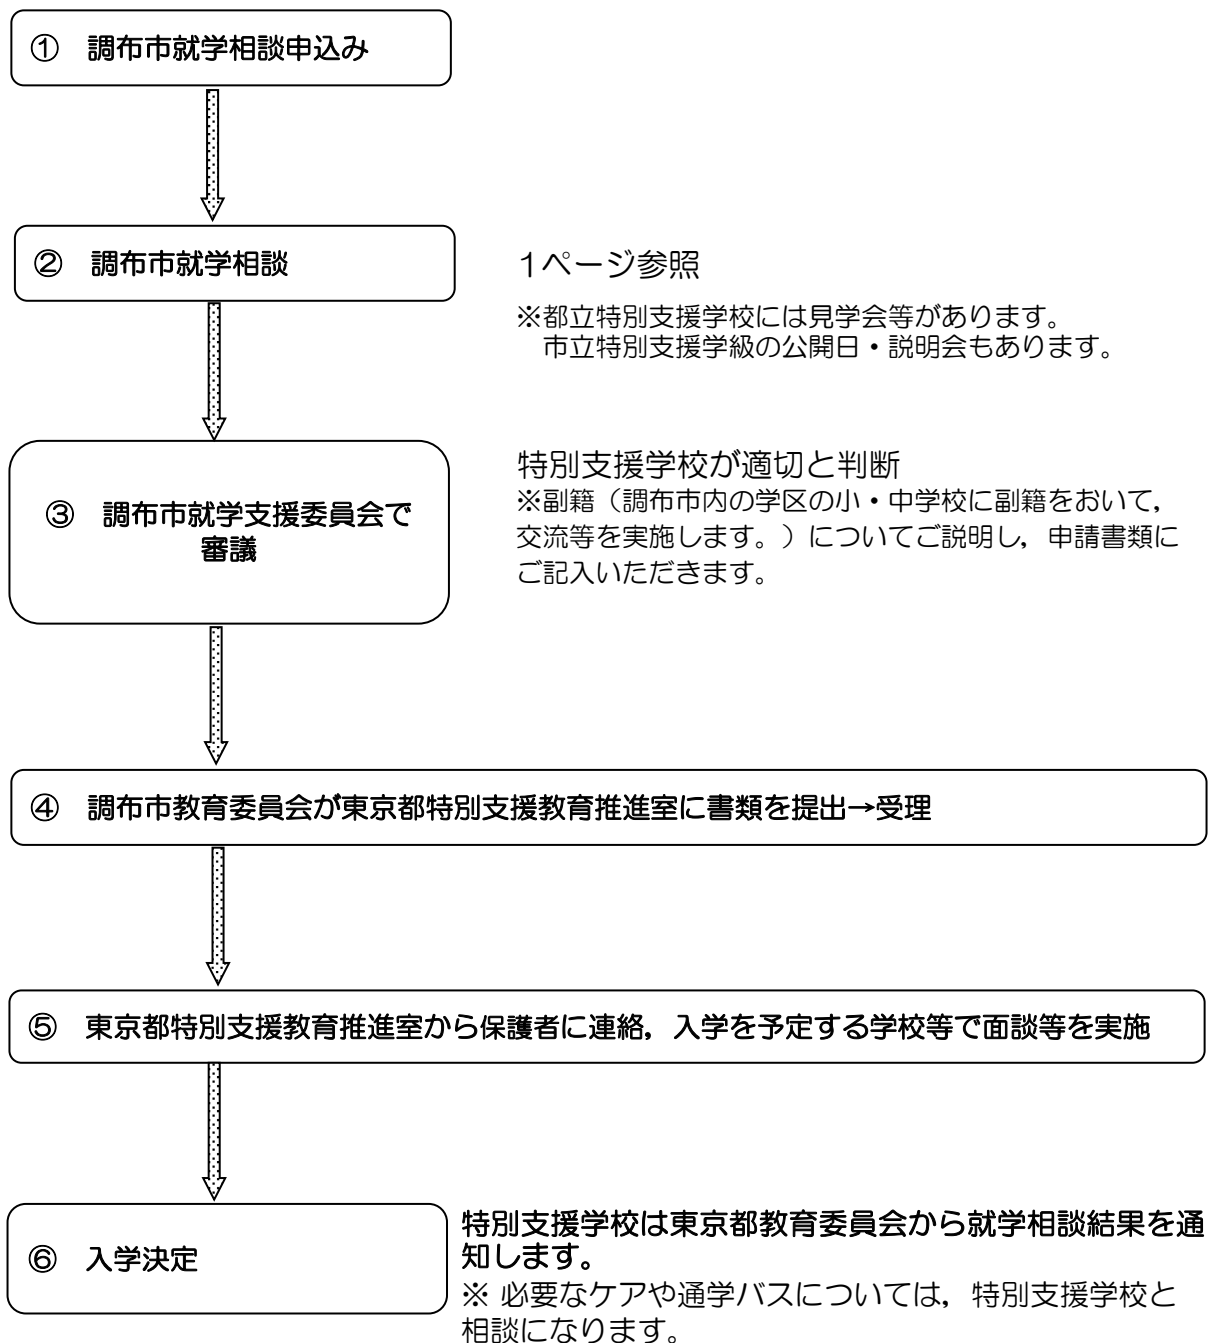 ① 調布市就学相談申込み
② 調布市就学相談
1ページ参照
※都立特別支援学校には見学会等があります。
市立特別支援学級の公開日・説明会もあります。
③ 調布市就学支援委員会で
審議
特別支援学校が適切と判断
※副籍（調布市内の学区の小・中学校に副籍をおいて，
交流等を実施します。）についてご説明し，申請書類に
ご記入いただきます。
④ 調布市教育委員会が東京都特別支援教育推進室に書類を提出→受理
⑤ 東京都特別支援教育推進室から保護者に連絡，入学を予定する学校等で面談等を実施
⑥ 入学決定
特別支援学校は東京都教育委員会から就学相談結果を通
知します。
※ 必要なケアや通学バスについては，特別支援学校と
相談になります。